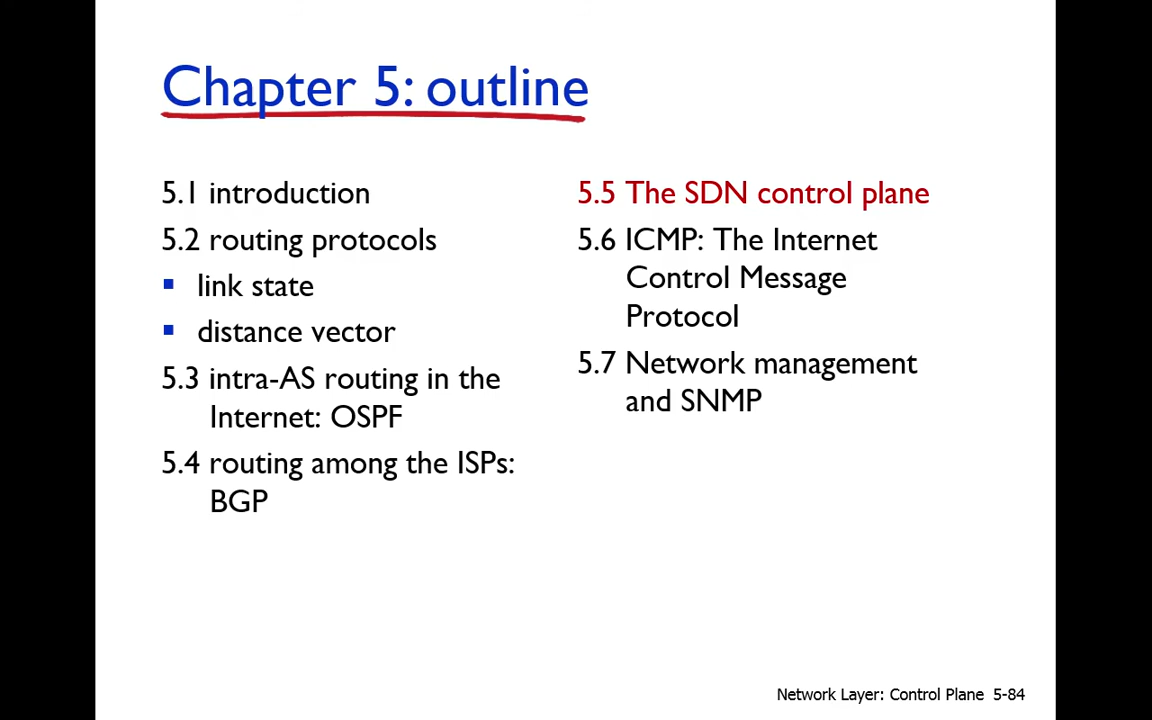 Chapter 5: outline
5.1 introduction
5.2 routing protocols
▪ link state
▪ distance vector
5.3 intra-AS routing in the
Internet: OSPF
5.4 routing among the ISPs:
BGP
5.5 The SDN control plane
5.6 ICMP: The Internet
Control Message
Protocol
5.7 Network management
and SNMP
Network Layer: Control Plane 5-84